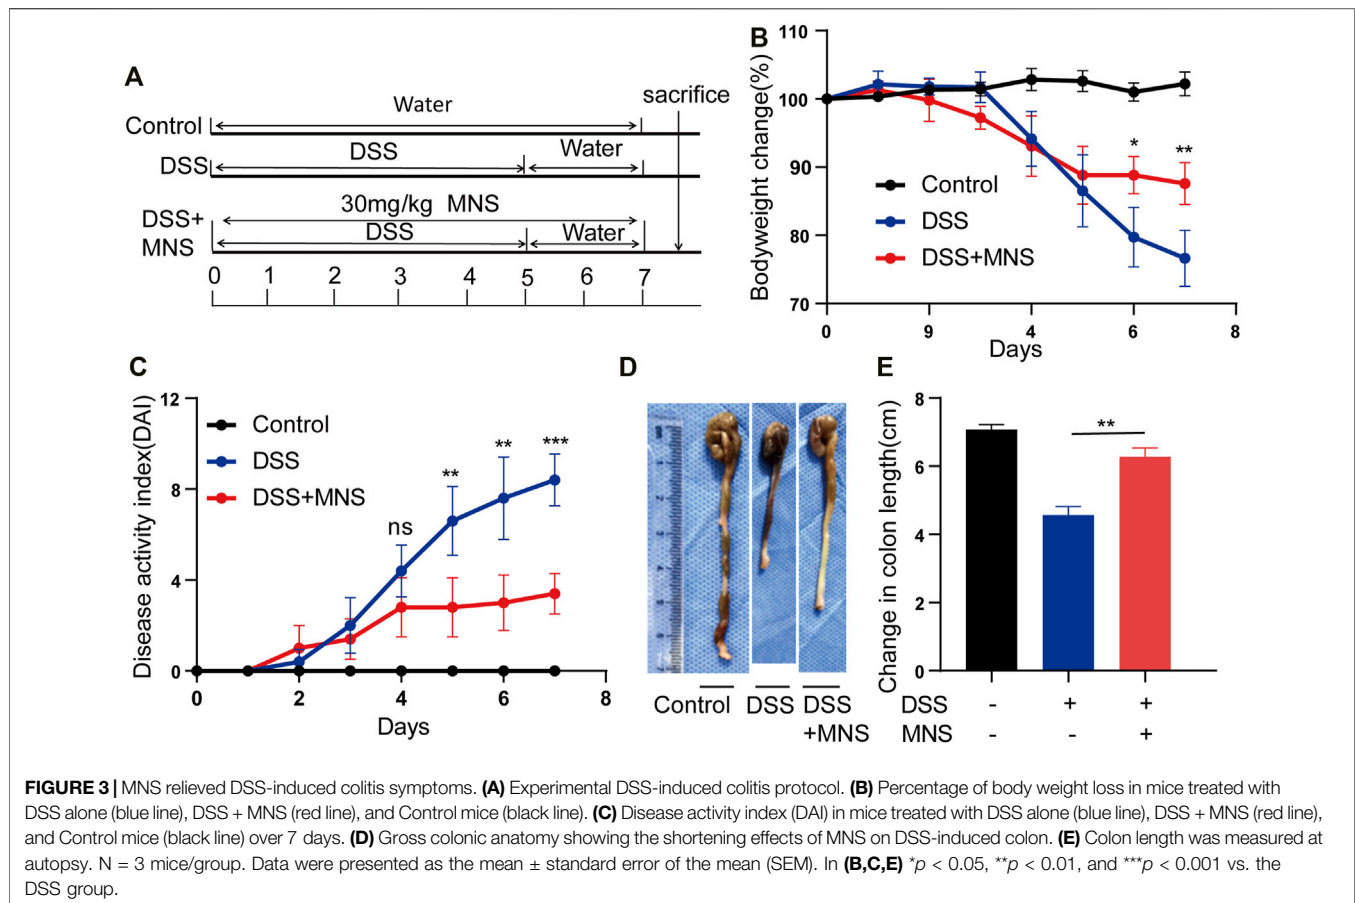 A
Water
sacrifice
Control
DSS
DSS
Water
30mg/kg MNS
DSS+
MNS
DSS
Water
0 1 2 3 4 5 6 7
B
Bodyweight change(%)
110
100
90
80
70
* **
Control
DSS
DSS+MNS
0 9 4 6 8
Days
C
Disease activity index(DAI)
12
8
4
0
Control
DSS
DSS+MNS
ns ** ** ***
0 2 4 6 8
Days
D
Control DSS DSS
+MNS
E
Change in colon length(cm)
8
6
4
2
0
**
DSS - + +
MNS - - +
FIGURE 3 | MNS relieved DSS-induced colitis symptoms. (A) Experimental DSS-induced colitis protocol. (B) Percentage of body weight loss in mice treated with
DSS alone (blue line), DSS + MNS (red line), and Control mice (black line). (C) Disease activity index (DAI) in mice treated with DSS alone (blue line), DSS + MNS (red line),
and Control mice (black line) over 7 days. (D) Gross colonic anatomy showing the shortening effects of MNS on DSS-induced colon. (E) Colon length was measured at
autopsy. N = 3 mice/group. Data were presented as the mean ± standard error of the mean (SEM). In (B,C,E) *p < 0.05, **p < 0.01, and ***p < 0.001 vs. the
DSS group.